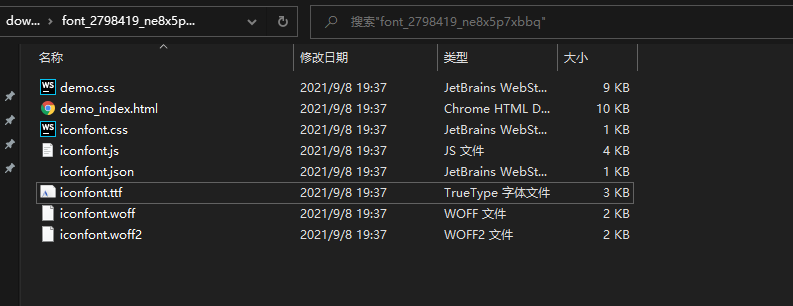 dow... font_2798419_ne8x5p... 搜索"font_2798419_ne8x5p7xbbq"
名称 修改日期 类型 大小
demo.css 2021/9/8 19:37 JetBrains WebSt... 9 KB
demo_index.html 2021/9/8 19:37 Chrome HTML D... 10 KB
iconfont.css 2021/9/8 19:37 JetBrains WebSt... 1 KB
iconfont.js 2021/9/8 19:37 JS 文件 4 KB
iconfont.json 2021/9/8 19:37 JetBrains WebSt... 1 KB
iconfont.ttf 2021/9/8 19:37 TrueType 字体文件 3 KB
iconfont.woff 2021/9/8 19:37 WOFF 文件 2 KB
iconfont.woff2 2021/9/8 19:37 WOFF2 文件 2 KB